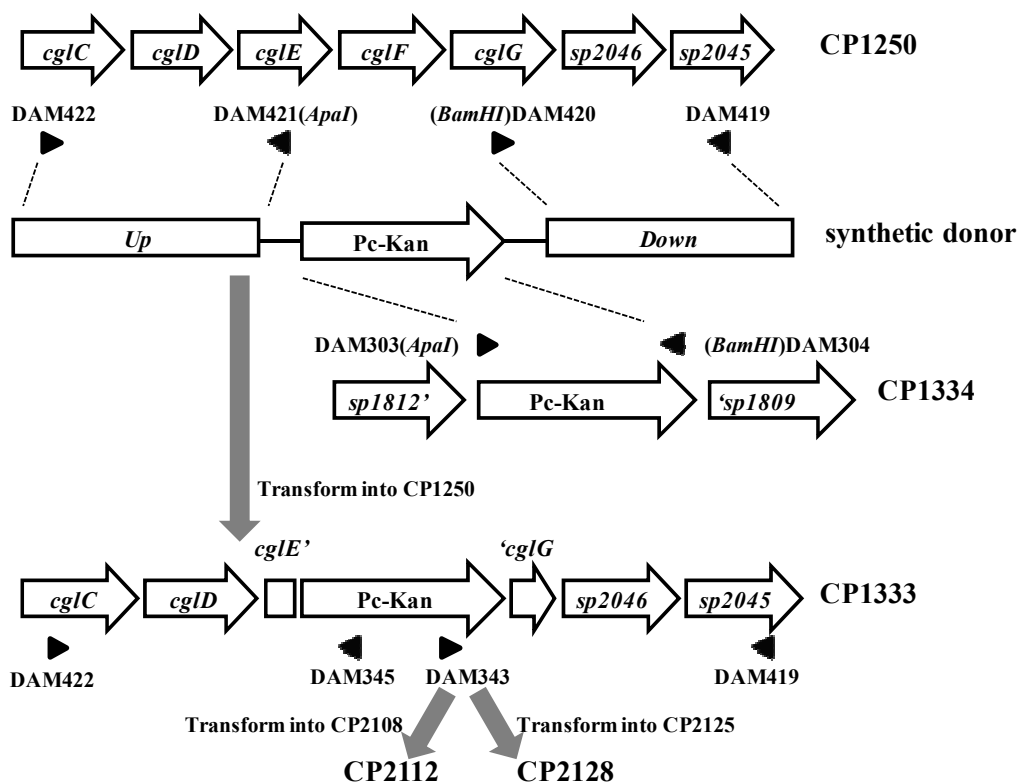 cglC cglD cglE cglF cglG sp2046 sp2045 CP1250
DAM422 DAM421(ApaI) (BamHI)DAM420 DAM419
Up Pc-Kan Down synthetic donor
DAM303(ApaI) (BamHI)DAM304
sp1812’ Pc-Kan ‘sp1809 CP1334
Transform into CP1250
cglE’ ‘cglG
cglC cglD Pc-Kan sp2046 sp2045 CP1333
DAM422 DAM345 DAM343 DAM419
Transform into CP2108 Transform into CP2125
CP2112 CP2128